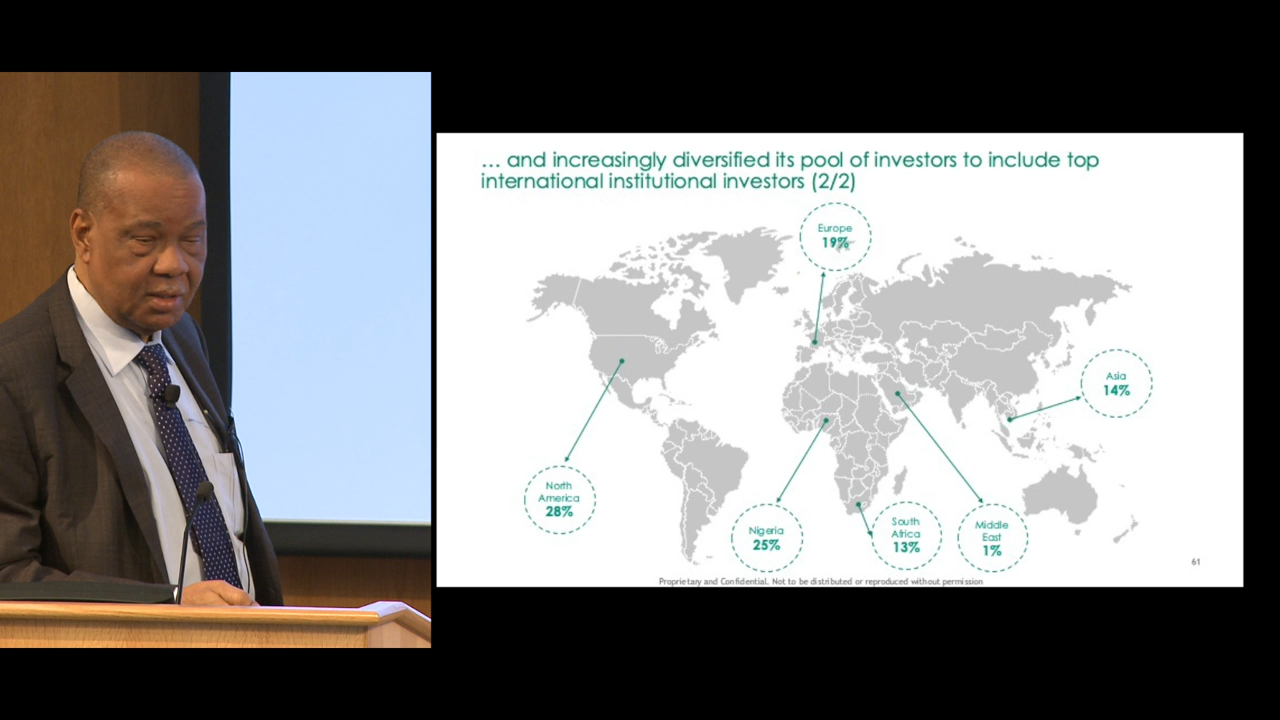 ... and increasingly diversified its pool of investors to include top
international institutional investors (2/2)
Europe
19%
Asia
14%
North
America
28%
Nigeria
25%
South
Africa
13%
Middle
East
1%
61
Proprietary and Confidential. Not to be distributed or reproduced without permission